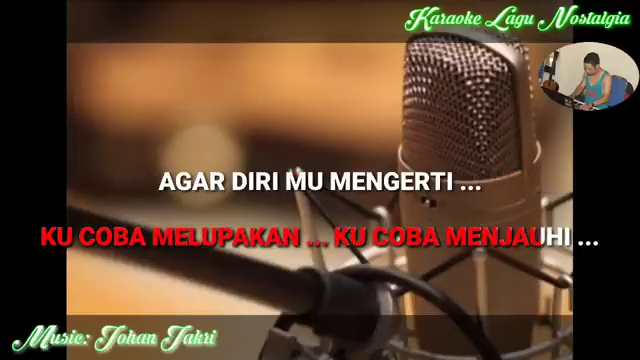 Karaoke Lagu Nostalgia
AGAR DIRI MU MENGERTI ...
KU COBA MELUPAKAN ... KU COBA MENJAUHI ...
Music: Johan Jakri